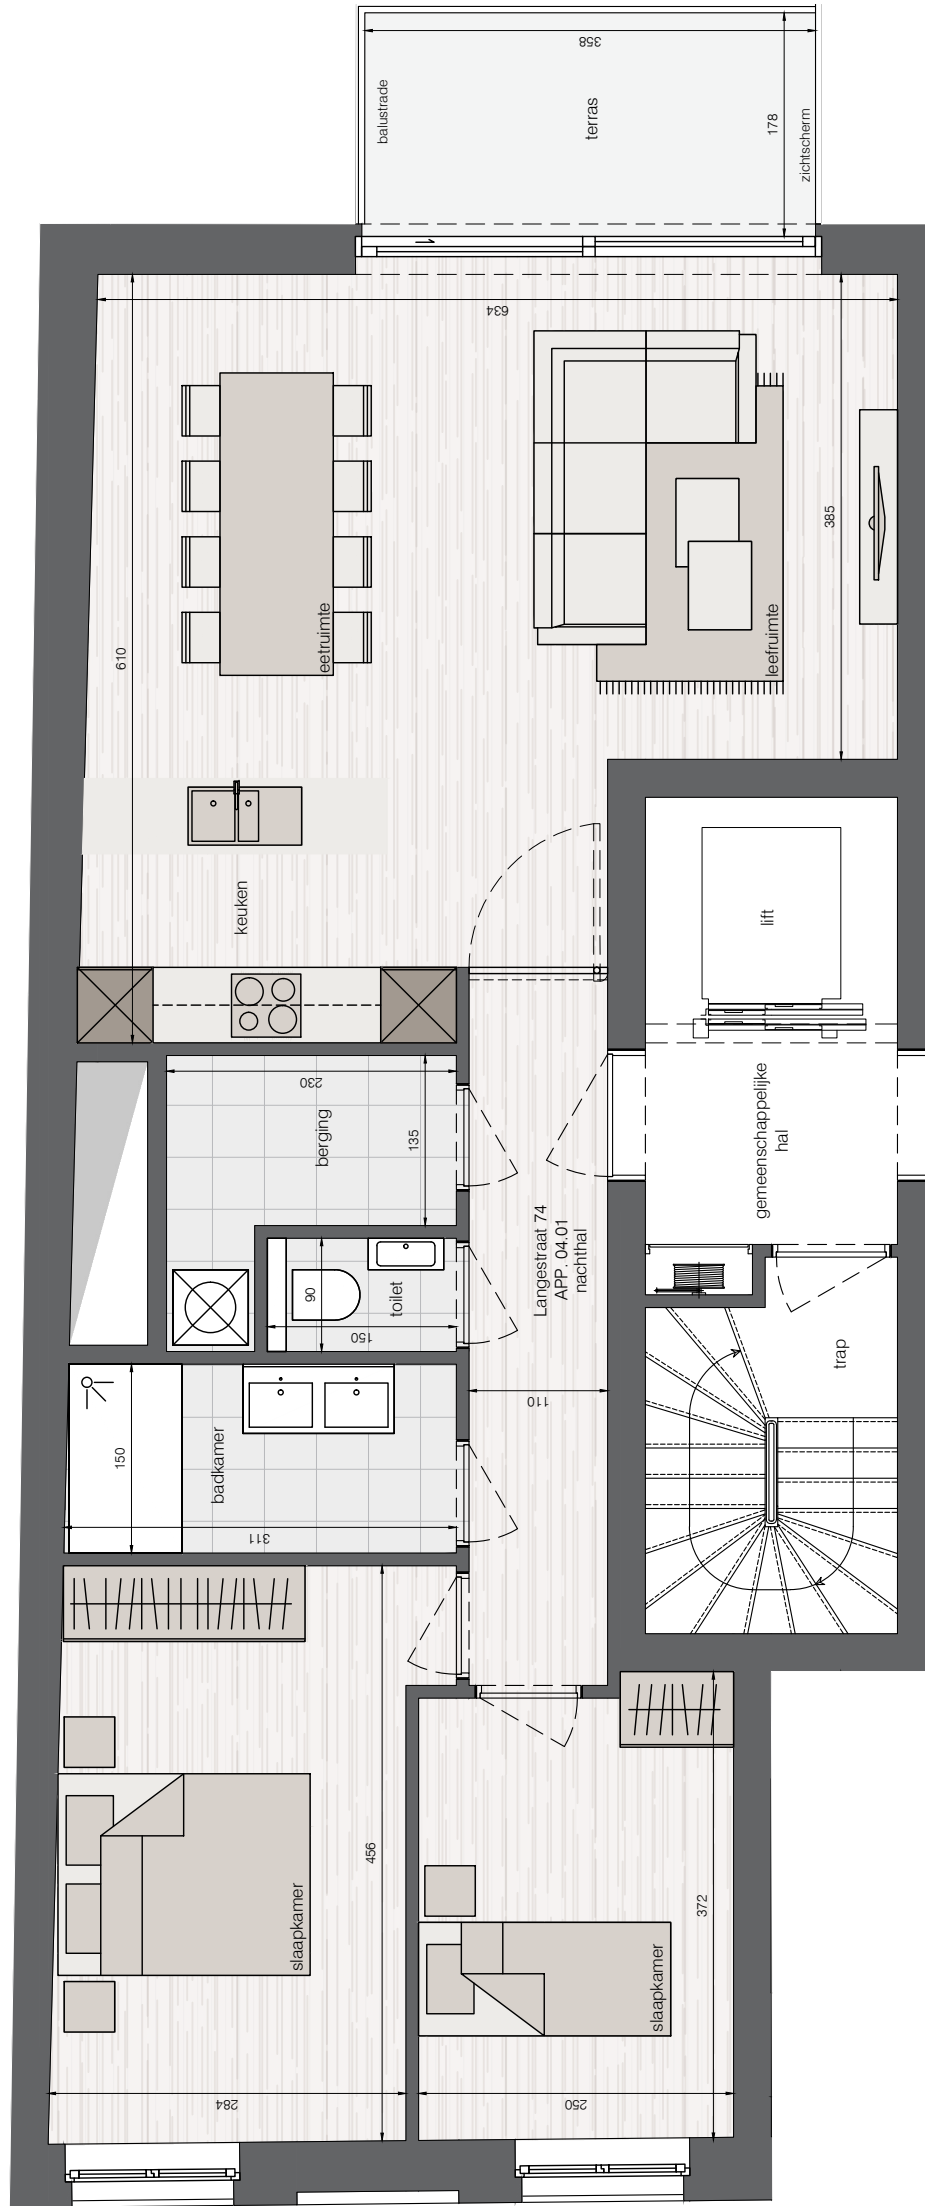 358
balustrade
terras
178
zichtscherm
634
610
385
eetruimte
leefruimte
keuken
lift
230
berging
135
gemeenschappelijke
hal
Langestraat 74
APP. 04.01
nachthal
90
toilet
150
trap
110
150
badkamer
311
456
slaapkamer
372
slaapkamer
284
250